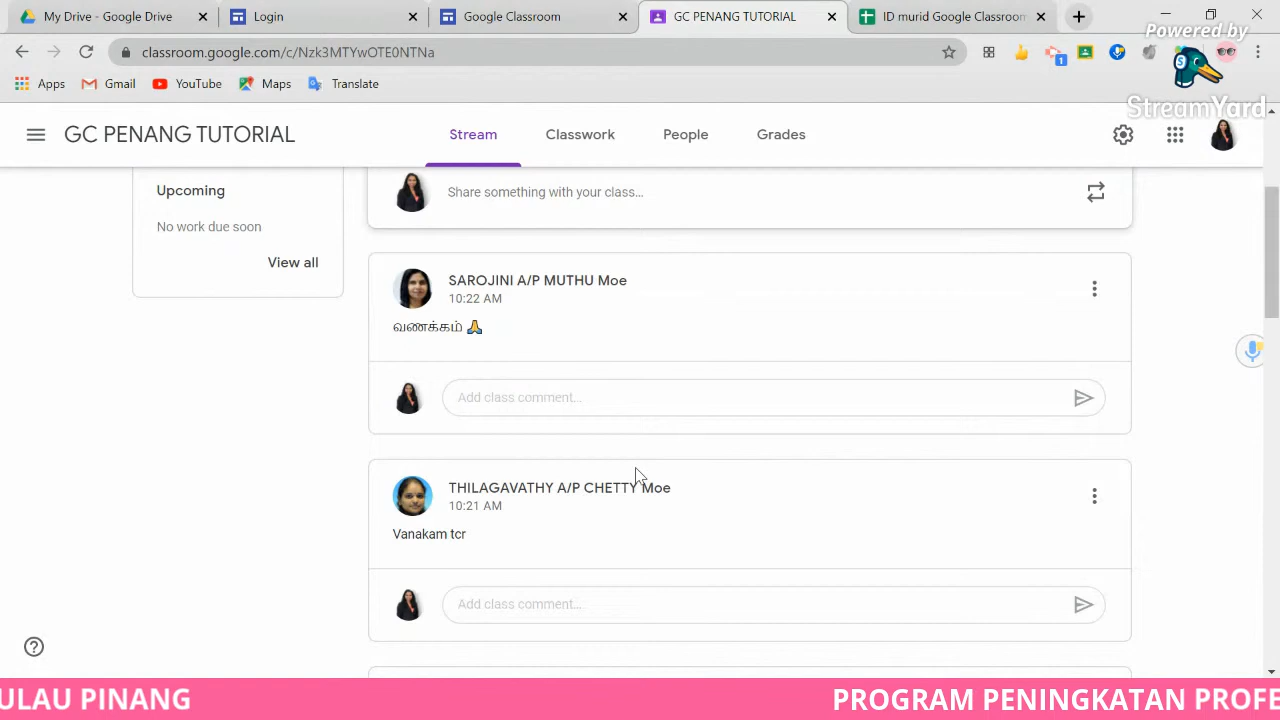 My Drive - Google Drive
Login
Google Classroom
GC PENANG TUTORIAL
ID murid Google Classroom
classroom.google.com/c/Nzk3MTYwOTE0NTNa
Powered by
StreamYard
Apps
Gmail
YouTube
Maps
Translate
1
GC PENANG TUTORIAL
Stream
Classwork
People
Grades
Upcoming
No work due soon
View all
Share something with your class...
SAROJINI A/P MUTHU Moe
10:22 AM
வணக்கம் 🙏
Add class comment...
THILAGAVATHY A/P CHETTY Moe
10:21 AM
Vanakam tcr
Add class comment...
ULAU PINANG
PROGRAM PENINGKATAN PROFE